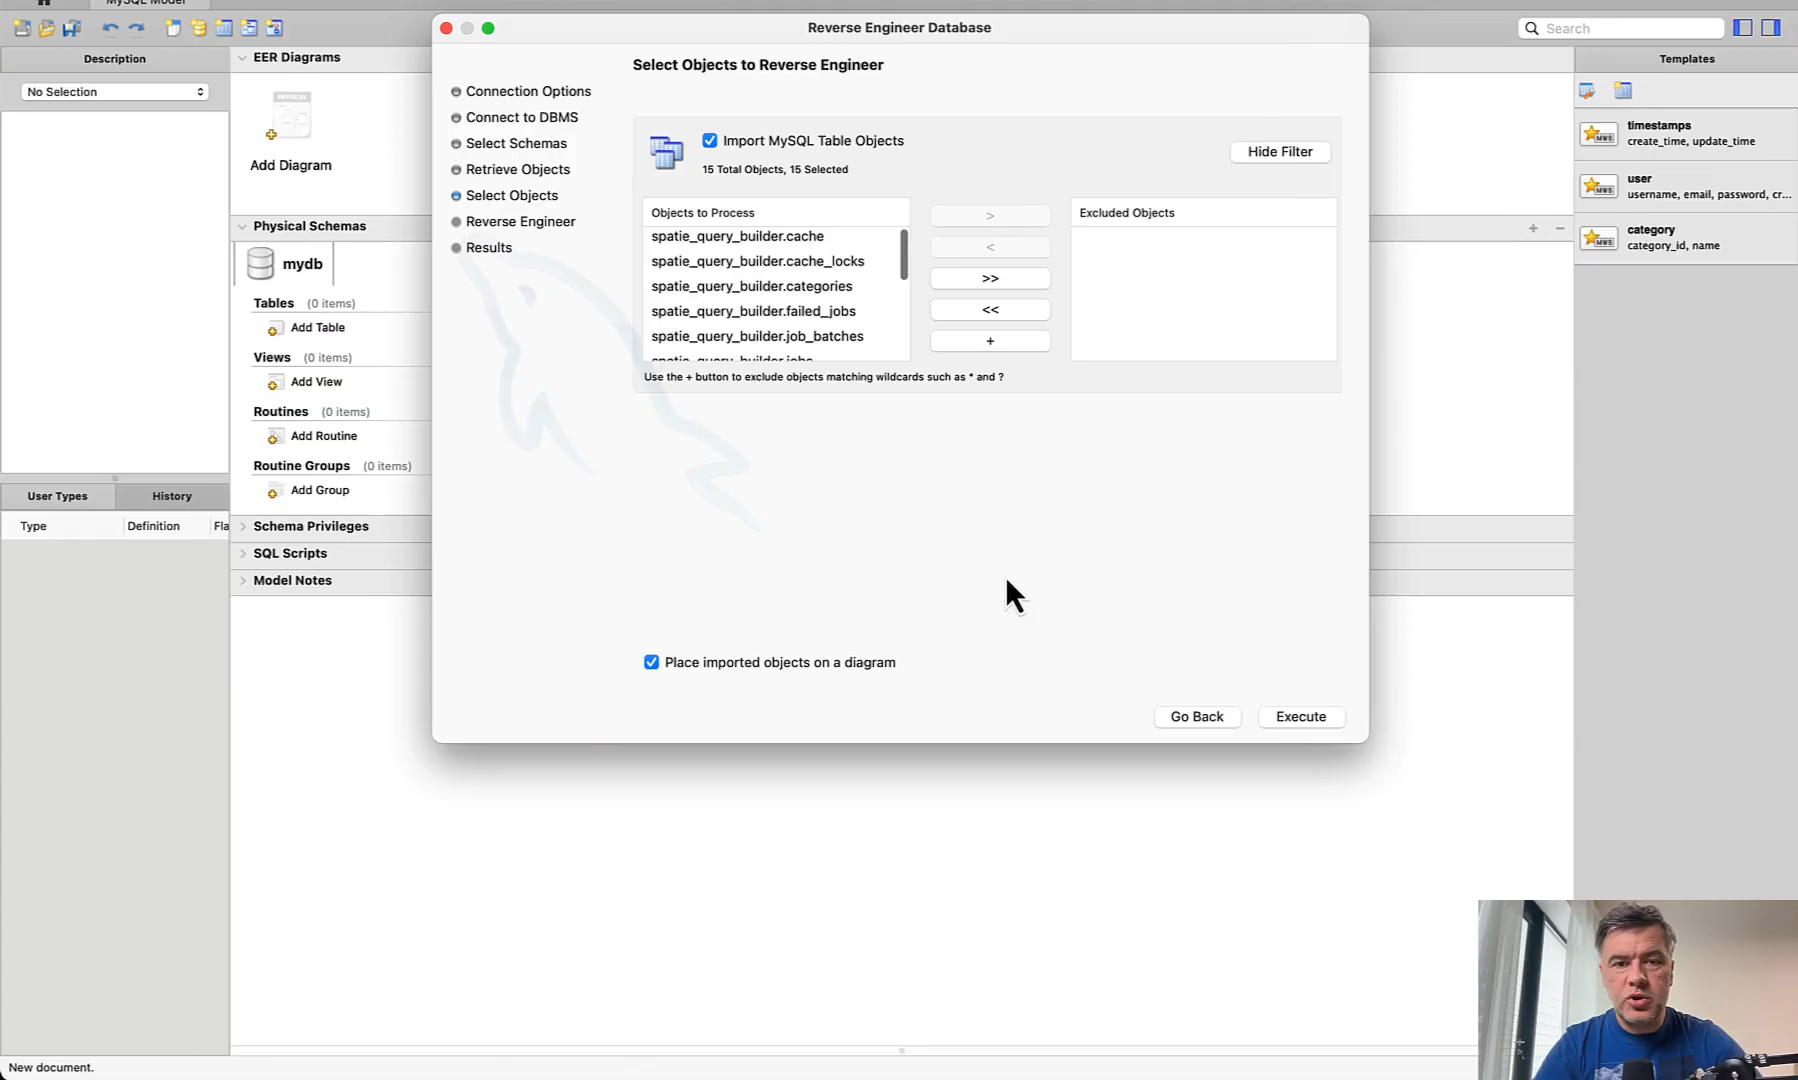 MySQL Model
Reverse Engineer Database
Search
Description
EER Diagrams
Templates
No Selection
Add Diagram
Select Objects to Reverse Engineer
Connection Options
Connect to DBMS
Select Schemas
Retrieve Objects
Select Objects
Reverse Engineer
Results
Import MySQL Table Objects
15 Total Objects, 15 Selected
Hide Filter
Objects to Process
spatie_query_builder.cache
spatie_query_builder.cache_locks
spatie_query_builder.categories
spatie_query_builder.failed_jobs
spatie_query_builder.job_batches
spatie_query_builder.jobs
>
<
>>
<<
+
Excluded Objects
Use the + button to exclude objects matching wildcards such as * and ?
Place imported objects on a diagram
Go Back
Execute
timestamps
create_time, update_time
user
username, email, password, cr...
category
category_id, name
Physical Schemas
mydb
Tables (0 items)
Add Table
Views (0 items)
Add View
Routines (0 items)
Add Routine
Routine Groups (0 items)
Add Group
Schema Privileges
SQL Scripts
Model Notes
User Types
History
Type
Definition
Fla
New document.